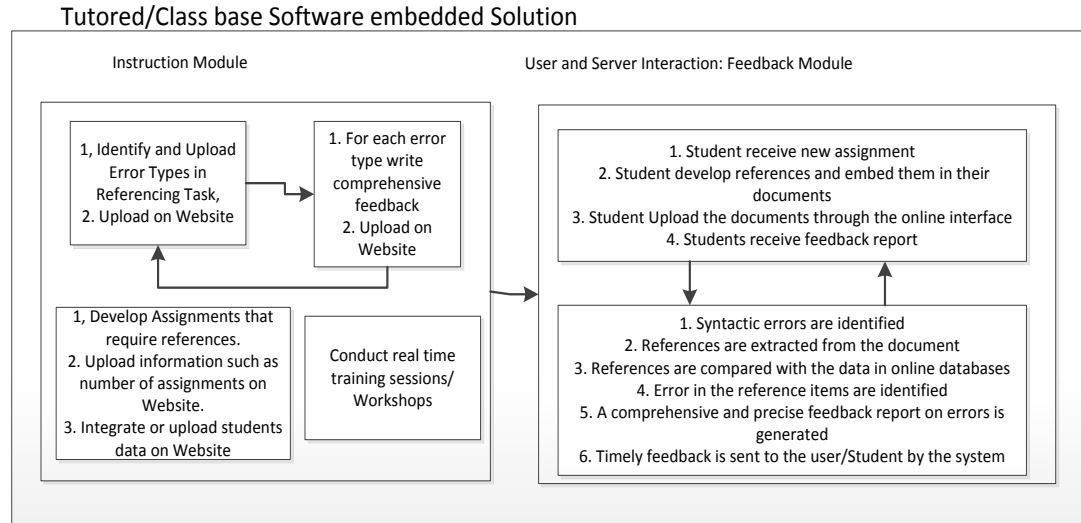 Tutored/Class base Software embedded Solution
Instruction Module
User and Server Interaction: Feedback Module
1, Identify and Upload
Error Types in
Referencing Task,
2. Upload on Website
1. For each error
type write
comprehensive
feedback
2. Upload on
Website
1, Develop Assignments that
require references.
2. Upload information such as
number of assignments on
Website.
3. Integrate or upload students
data on Website
Conduct real time
training sessions/
Workshops
1. Student receive new assignment
2. Student develop references and embed them in their
documents
3. Student Upload the documents through the online interface
4. Students receive feedback report
1. Syntactic errors are identified
2. References are extracted from the document
3. References are compared with the data in online databases
4. Error in the reference items are identified
5. A comprehensive and precise feedback report on errors is
generated
6. Timely feedback is sent to the user/Student by the system